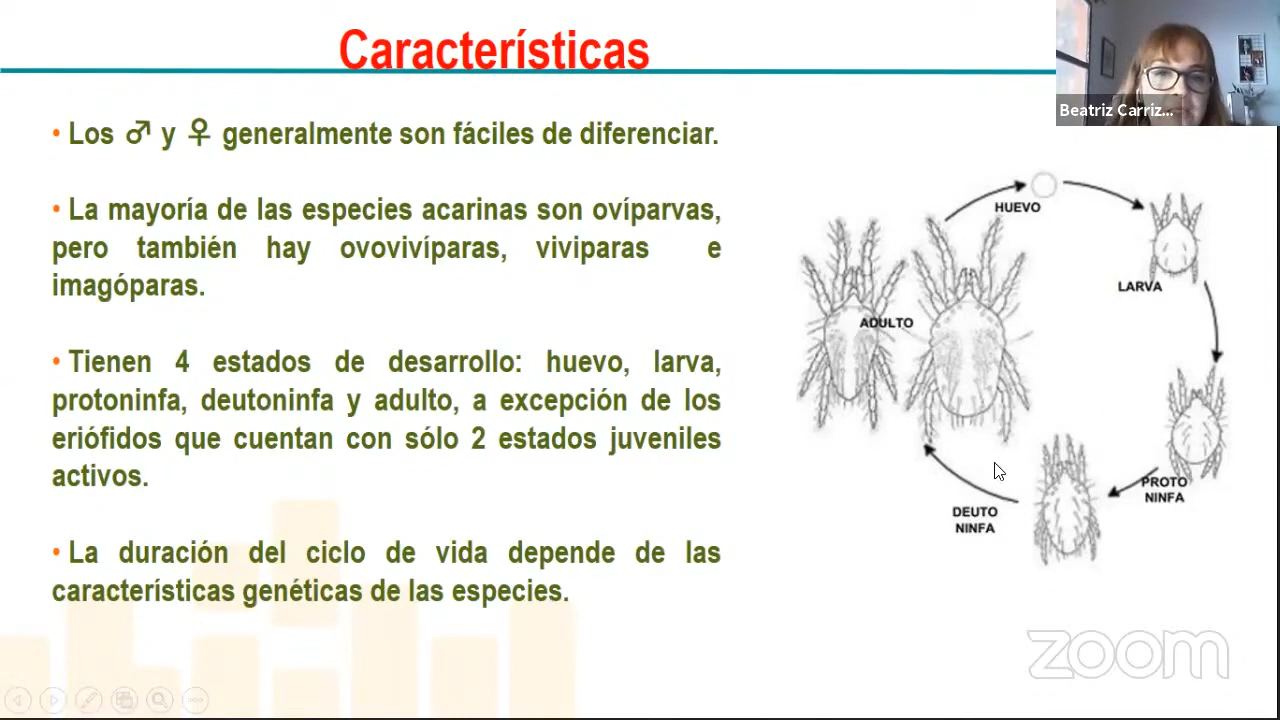 Características
Beatriz Carriz...
• Los ♂ y ♀ generalmente son fáciles de diferenciar.
• La mayoría de las especies acarinas son ovíparvas,
pero también hay ovovivíparas, viviparas e
imagóparas.
• Tienen 4 estados de desarrollo: huevo, larva,
protoninfa, deutoninfa y adulto, a excepción de los
eriófidos que cuentan con sólo 2 estados juveniles
activos.
• La duración del ciclo de vida depende de las
características genéticas de las especies.
HUEVO
LARVA
ADULTO
PROTO
NINFA
DEUTO
NINFA
zoom